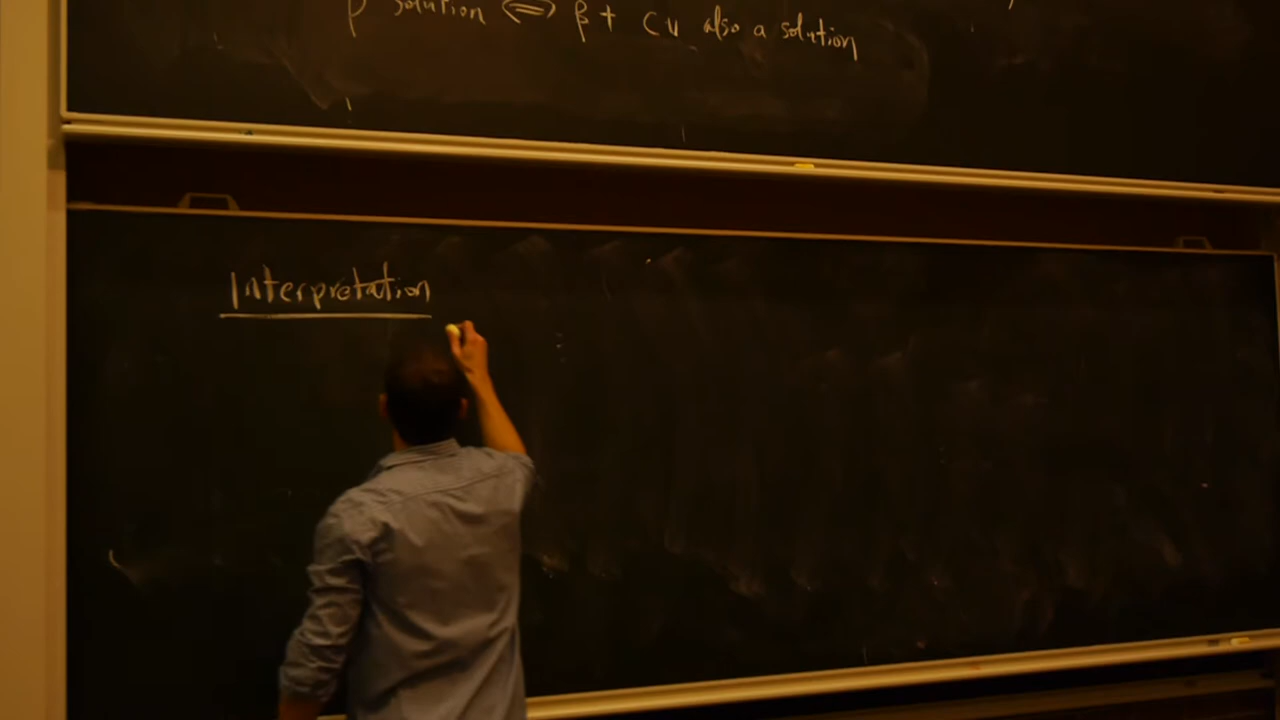 β solution ⟺ β + cv also a solution
Interpretation